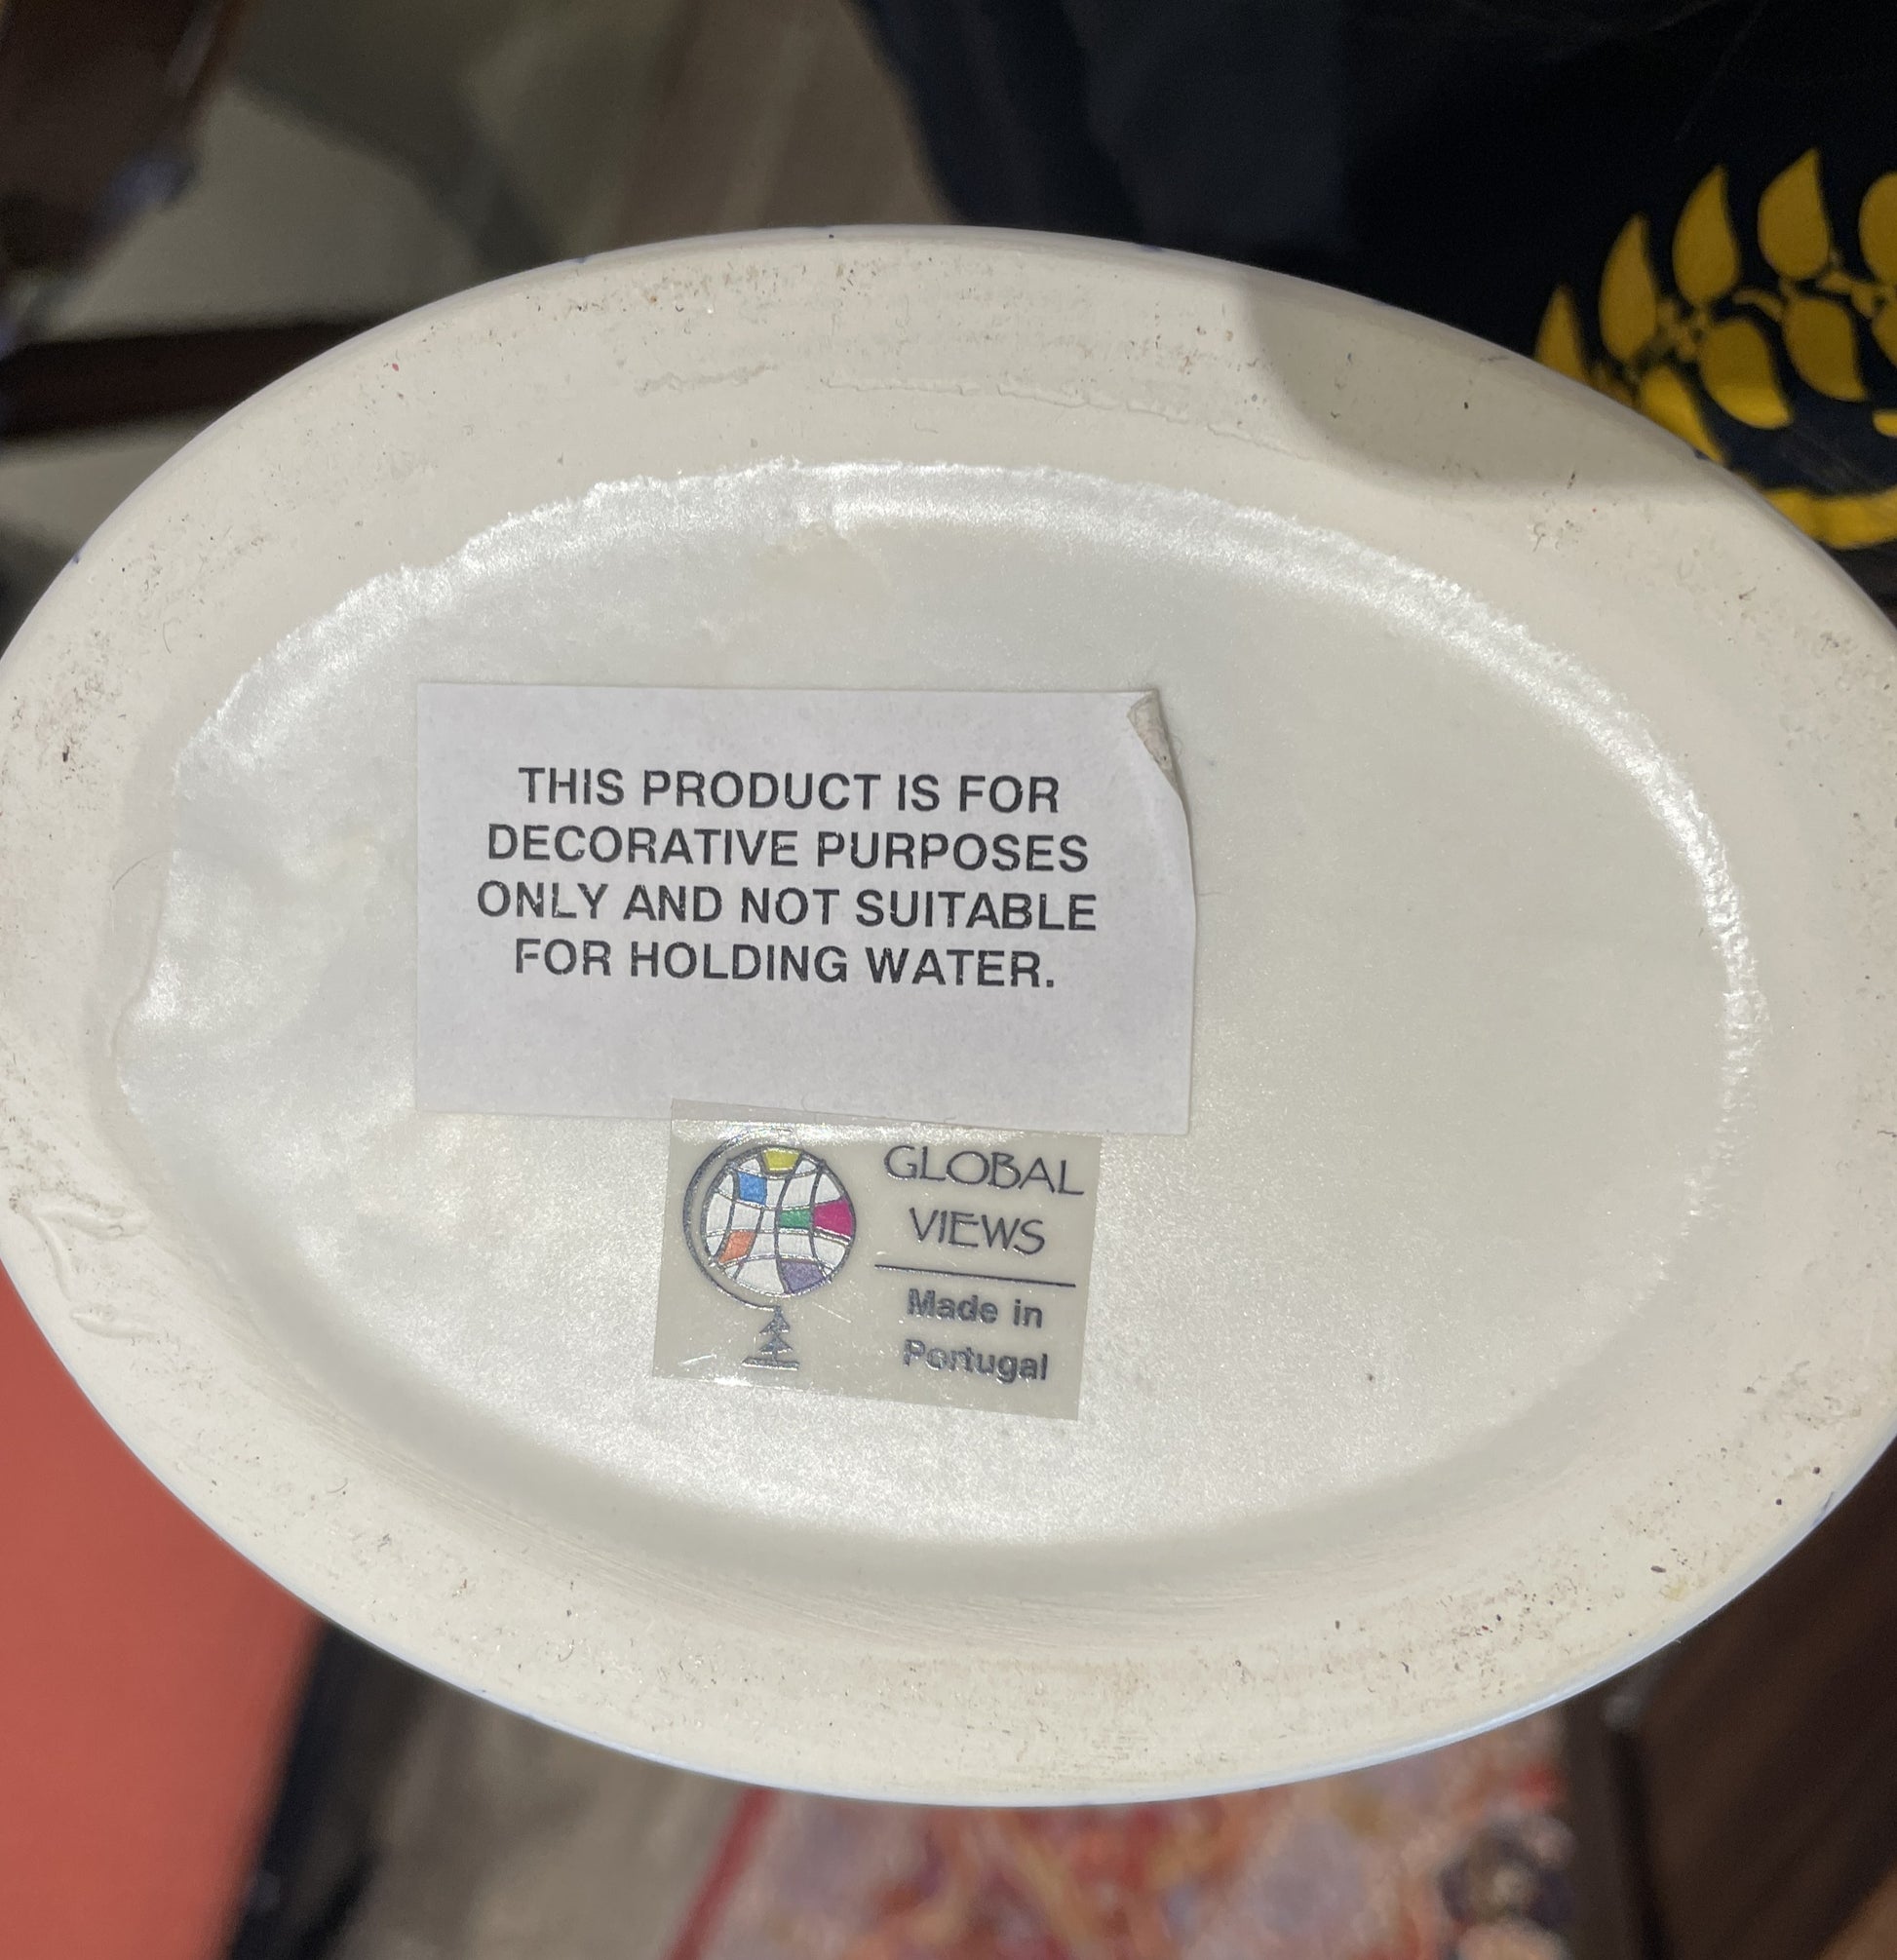 THIS PRODUCT IS FOR
DECORATIVE PURPOSES
ONLY AND NOT SUITABLE
FOR HOLDING WATER.
GLOBAL
VIEWS
Made in
Portugal